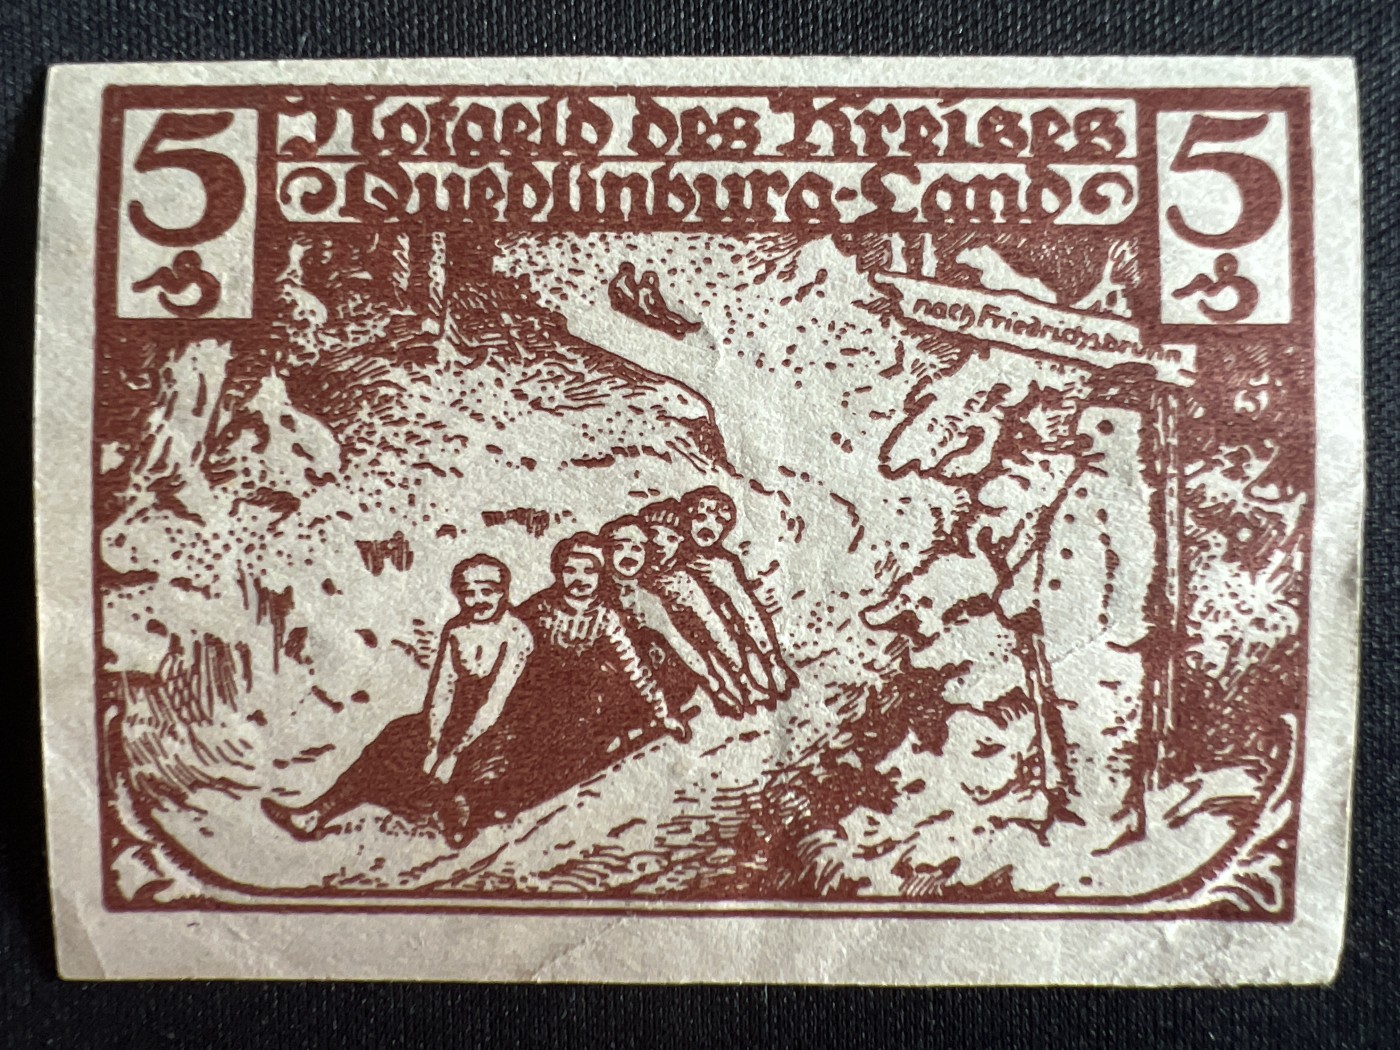 5 Notgeld des Kreises 5
₰ Quedlinburg-Land ₰
nach Friedrichsbrunn